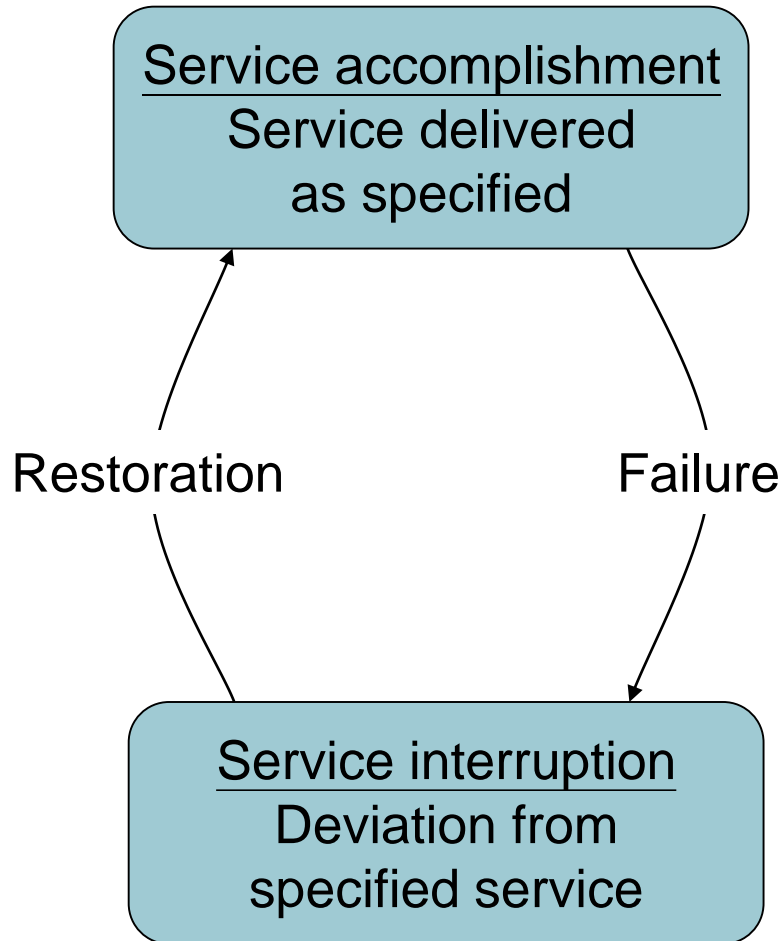 Service accomplishment
Service delivered
as specified
Restoration
Failure
Service interruption
Deviation from
specified service